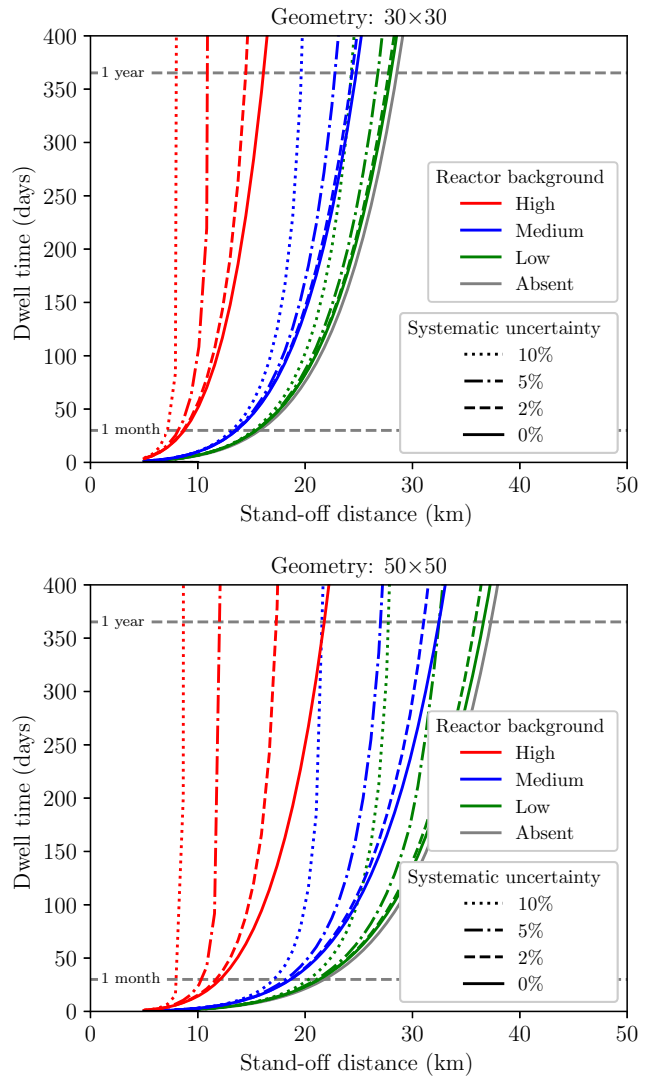 Geometry: 30×30
400
350
300
250
200
150
100
50
0
Dwell time (days)
1 year
1 month
Reactor background
High
Medium
Low
Absent
Systematic uncertainty
10%
5%
2%
0%
0 10 20 30 40 50
Stand-off distance (km)
Geometry: 50×50
400
350
300
250
200
150
100
50
0
Dwell time (days)
1 year
1 month
Reactor background
High
Medium
Low
Absent
Systematic uncertainty
10%
5%
2%
0%
0 10 20 30 40 50
Stand-off distance (km)